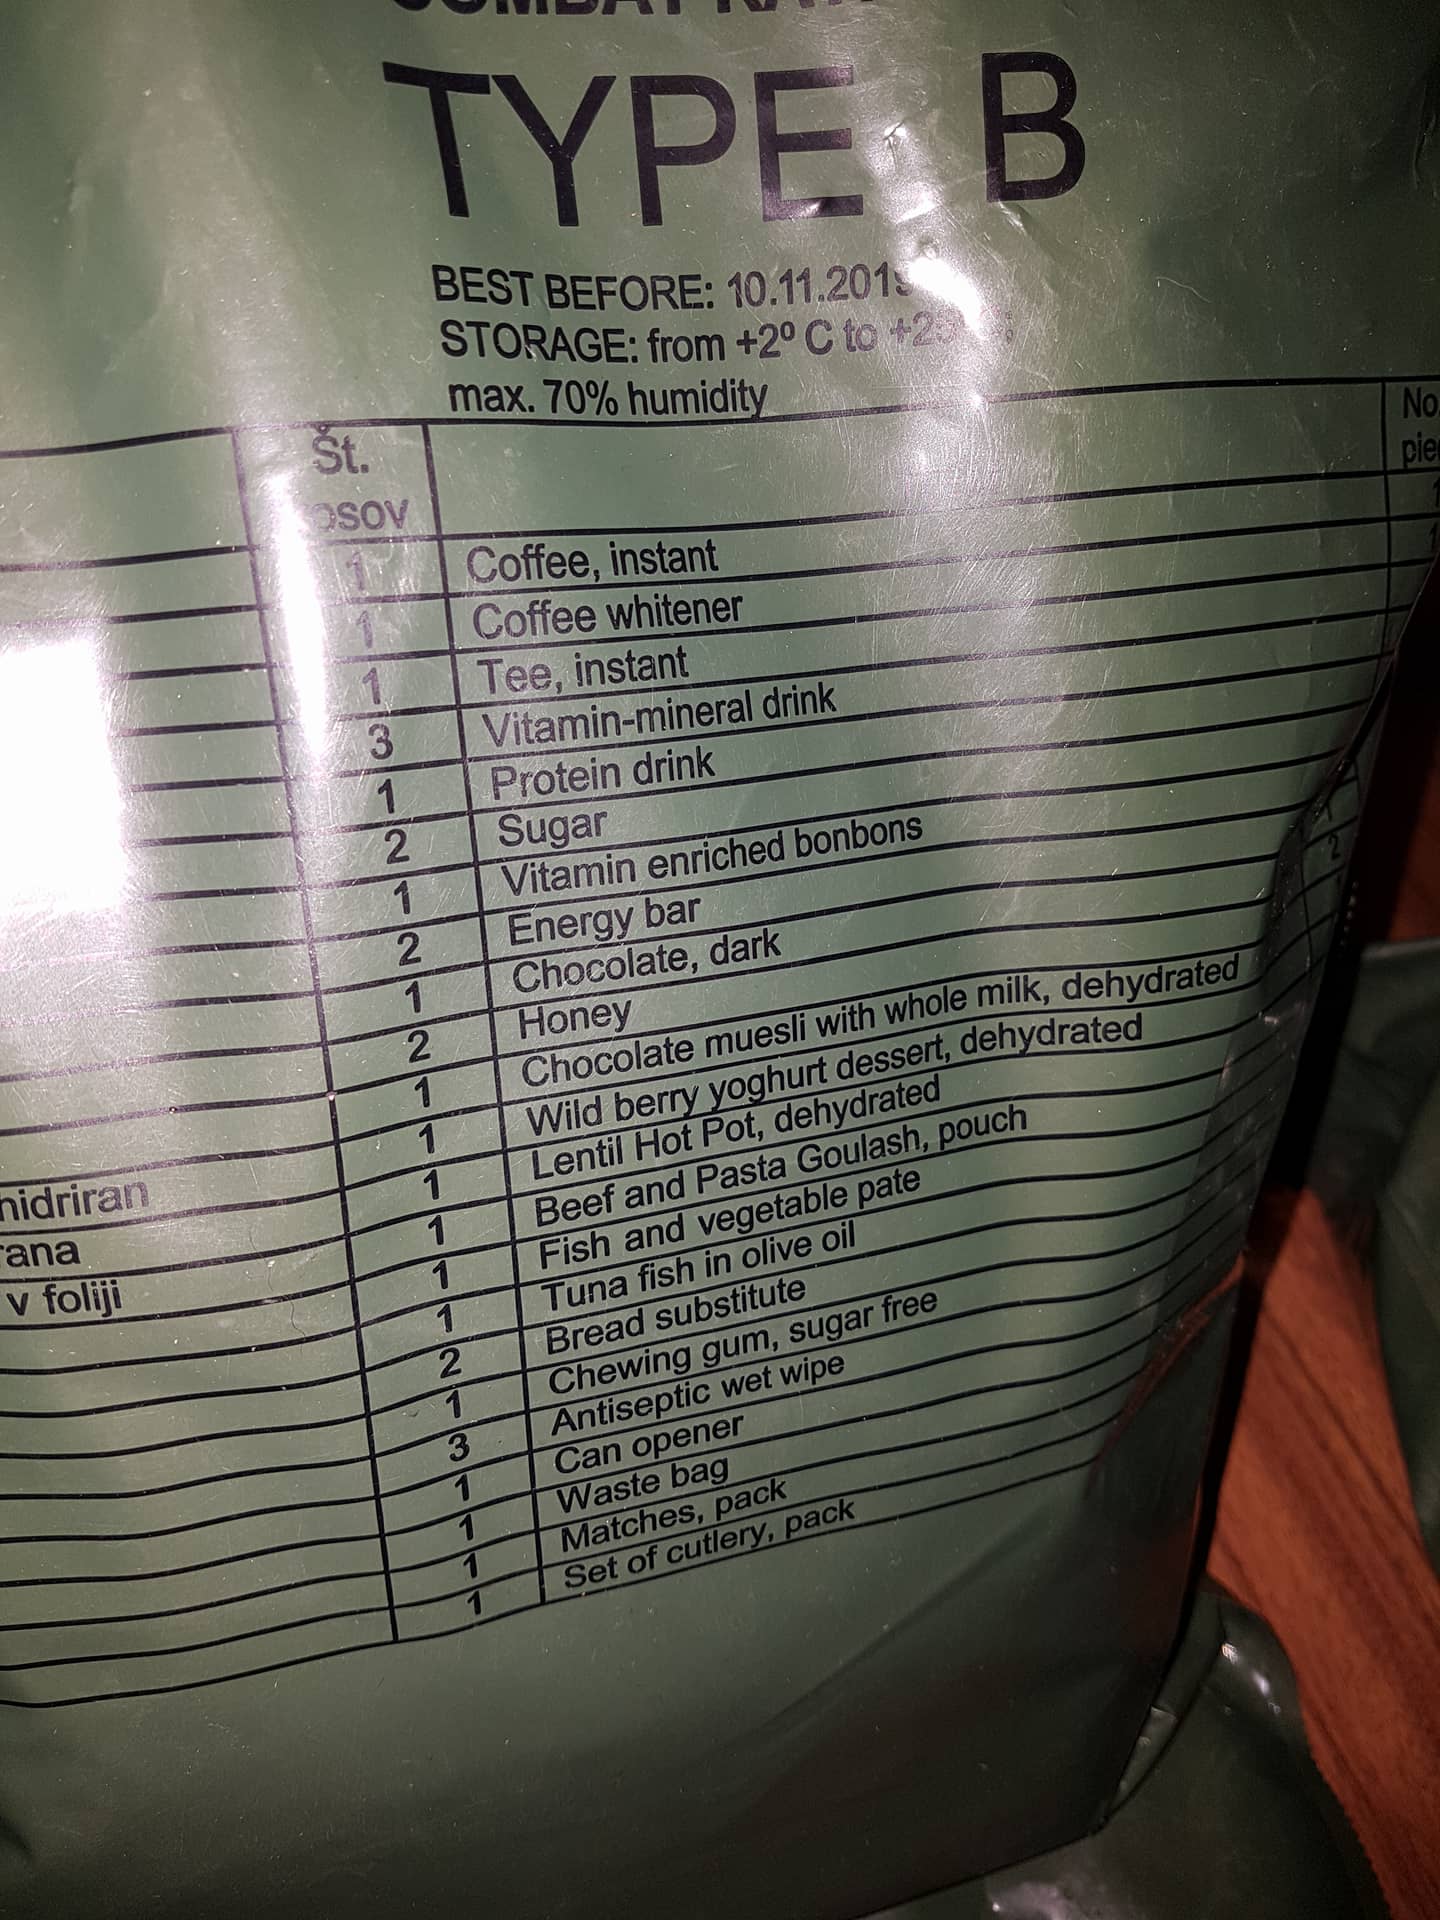 TYPE B
BEST BEFORE: 10.11.2019
STORAGE: from +2º C to
max. 70% humidity
Št.
No.
1 Coffee, instant
1 Coffee whitener
1 Tee, instant
3 Vitamin-mineral drink
1 Protein drink
2 Sugar
1 Vitamin enriched bonbons
2 Energy bar
1 Chocolate, dark
2 Honey
1 Chocolate muesli with whole milk, dehydrated
1 Wild berry yoghurt dessert, dehydrated
1 Lentil Hot Pot, dehydrated
1 Beef and Pasta Goulash, pouch
1 Fish and vegetable pate
1 Tuna fish in olive oil
2 Bread substitute
1 Chewing gum, sugar free
3 Antiseptic wet wipe
1 Can opener
1 Waste bag
1 Matches, pack
1 Set of cutlery, pack
v foliji